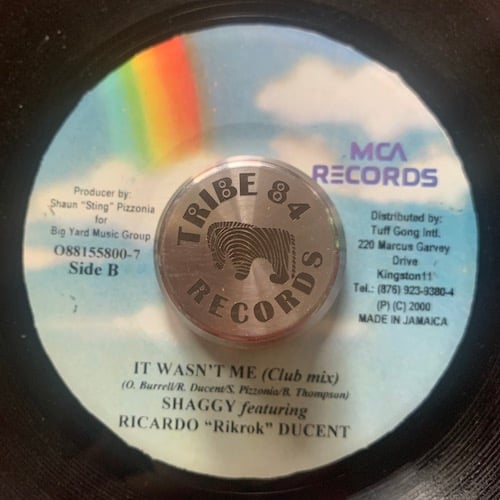 MCA
RECORDS
Producer by:
Shaun "Sting" Pizzonia
for
Big Yard Music Group
O88155800-7
Side B
TRIBE 84
RECORDS
Distributed by:
Tuff Gong Intl.
220 Marcus Garvey
Drive
Kingston11
Tel.: (876) 923-9380-4
(P) (C) 2000
MADE IN JAMAICA
IT WASN'T ME (Club mix)
(O. Burrell/R. Ducent/S. Pizzonia/B. Thompson)
SHAGGY featuring
RICARDO "Rikrok" DUCENT